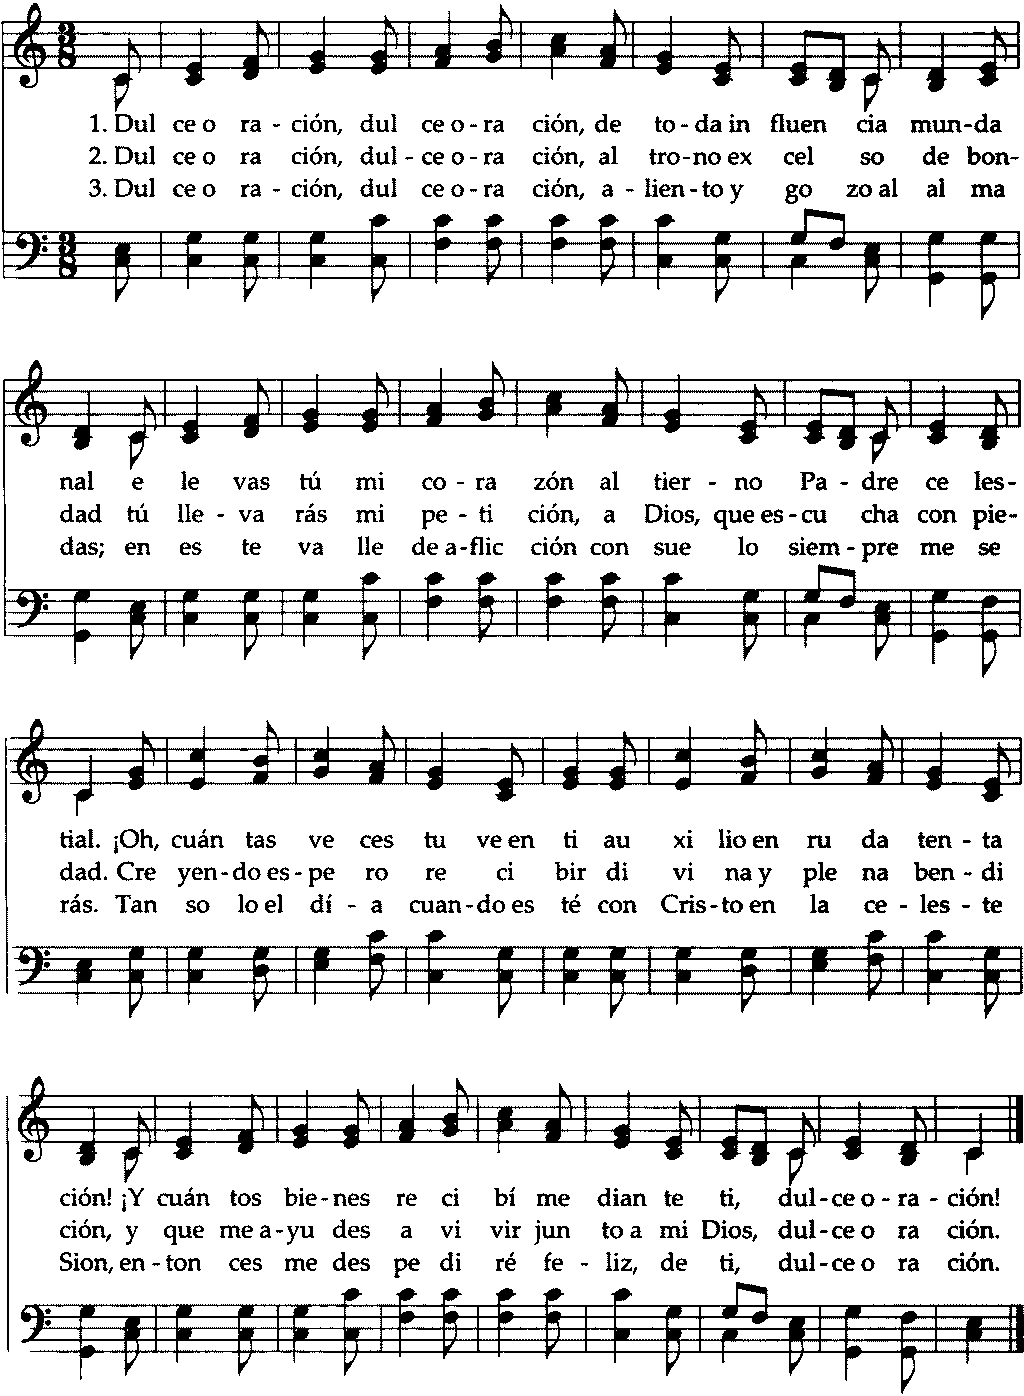 1. Dul ce o ra - ción, dul ce o - ra ción, de to - da in fluen cia mun - da
2. Dul ce o ra ción, dul - ce o - ra ción, al tro - no ex cel so de bon -
3. Dul ce o ra - ción, dul ce o - ra ción, a - lien - to y go zo al al ma
nal e le vas tú mi co - ra zón al tier - no Pa - dre ce les -
dad tú lle - va rás mi pe - ti ción, a Dios, que es - cu cha con pie -
das; en es te va lle de a - flic ción con sue lo siem - pre me se
tial. ¡Oh, cuán tas ve ces tu ve en ti au xi lio en ru da ten - ta
dad. Cre yen - do es - pe ro re ci bir di vi na y ple na ben - di
rás. Tan so lo el dí - a cuan - do es té con Cris - to en la ce - les - te
ción! ¡Y cuán tos bie - nes re ci bí me dian te ti, dul - ce o - ra - ción!
ción, y que me a - yu des a vi vir jun to a mi Dios, dul - ce o ra ción.
Sion, en - ton ces me des pe di ré fe - liz, de ti, dul - ce o ra ción.